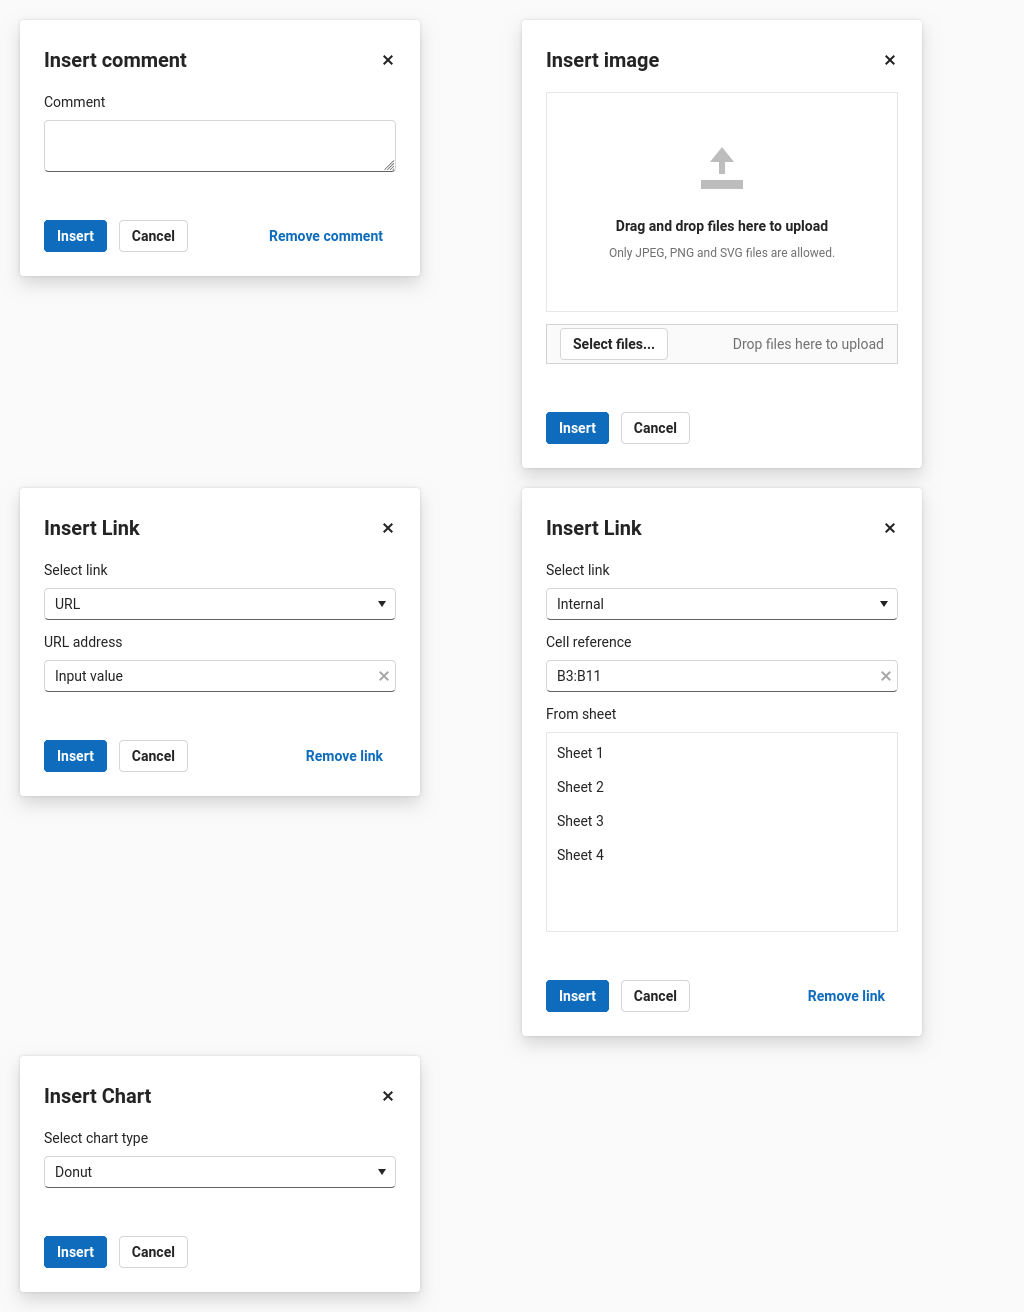 Insert comment
Comment
Insert
Cancel
Remove comment
Insert image
Drag and drop files here to upload
Only JPEG, PNG and SVG files are allowed.
Select files...
Drop files here to upload
Insert
Cancel
Insert Link
Select link
URL
URL address
Input value
Insert
Cancel
Remove link
Insert Link
Select link
Internal
Cell reference
B3:B11
From sheet
Sheet 1
Sheet 2
Sheet 3
Sheet 4
Insert
Cancel
Remove link
Insert Chart
Select chart type
Donut
Insert
Cancel